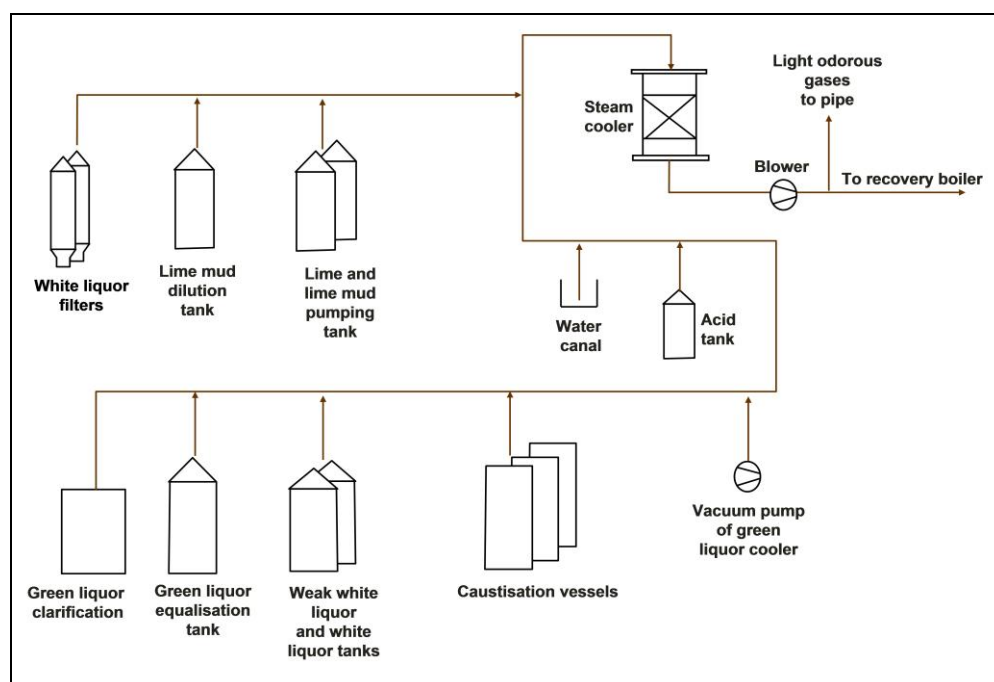 Light odorous
gases
to pipe
Steam
cooler
Blower
To recovery boiler
White liquor
filters
Lime mud
dilution
tank
Lime and
lime mud
pumping
tank
Water
canal
Acid
tank
Green liquor
clarification
Green liquor
equalisation
tank
Weak white
liquor
and white
liquor tanks
Caustisation vessels
Vacuum pump
of green
liquor cooler